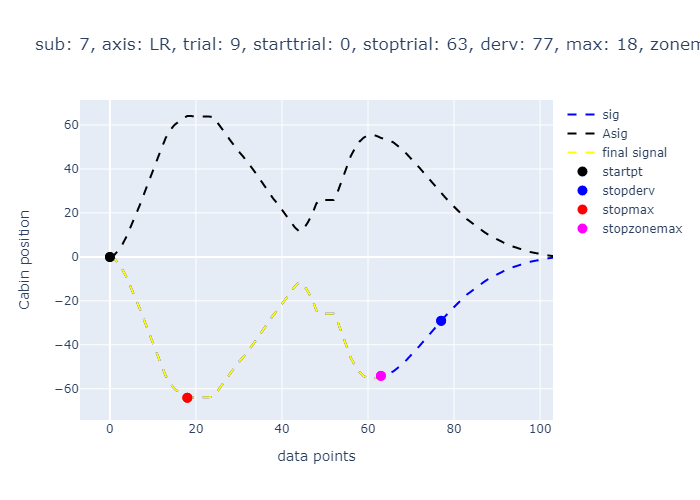 sub: 7, axis: LR, trial: 9, starttrial: 0, stoptrial: 63, derv: 77, max: 18, zonem
60
40
20
0
−20
−40
−60
Cabin position
0 20 40 60 80 100
data points
sig
Asig
final signal
startpt
stopderv
stopmax
stopzonemax